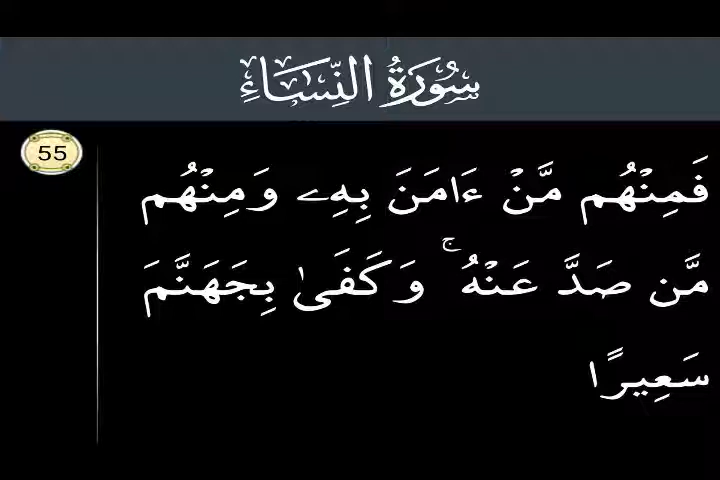 سُورَةُ النِّسَاءِ
55
فَمِنْهُم مَّنْ ءَامَنَ بِهِۦ وَمِنْهُم
مَّن صَدَّ عَنْهُ ۚ وَكَفَىٰ بِجَهَنَّمَ
سَعِيرًا